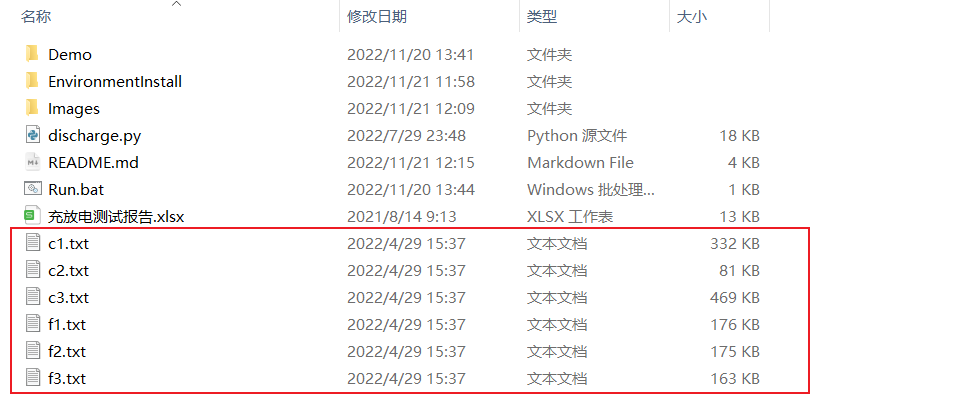 名称 修改日期 类型 大小
Demo 2022/11/20 13:41 文件夹
EnvironmentInstall 2022/11/21 11:58 文件夹
Images 2022/11/21 12:09 文件夹
discharge.py 2022/7/29 23:48 Python 源文件 18 KB
README.md 2022/11/21 12:15 Markdown File 4 KB
Run.bat 2022/11/20 13:44 Windows 批处理... 1 KB
充放电测试报告.xlsx 2021/8/14 9:13 XLSX 工作表 13 KB
c1.txt 2022/4/29 15:37 文本文档 332 KB
c2.txt 2022/4/29 15:37 文本文档 81 KB
c3.txt 2022/4/29 15:37 文本文档 469 KB
f1.txt 2022/4/29 15:37 文本文档 176 KB
f2.txt 2022/4/29 15:37 文本文档 175 KB
f3.txt 2022/4/29 15:37 文本文档 163 KB